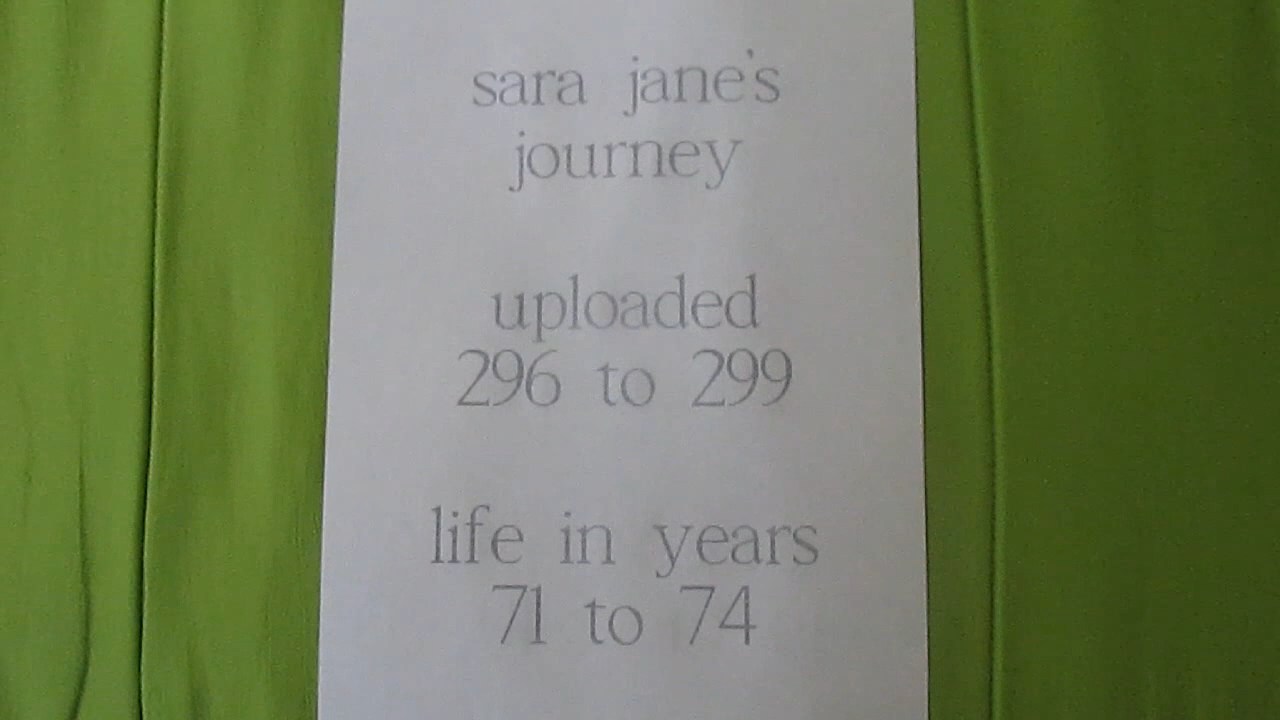 sara jane's
journey
uploaded
296 to 299
life in years
71 to 74